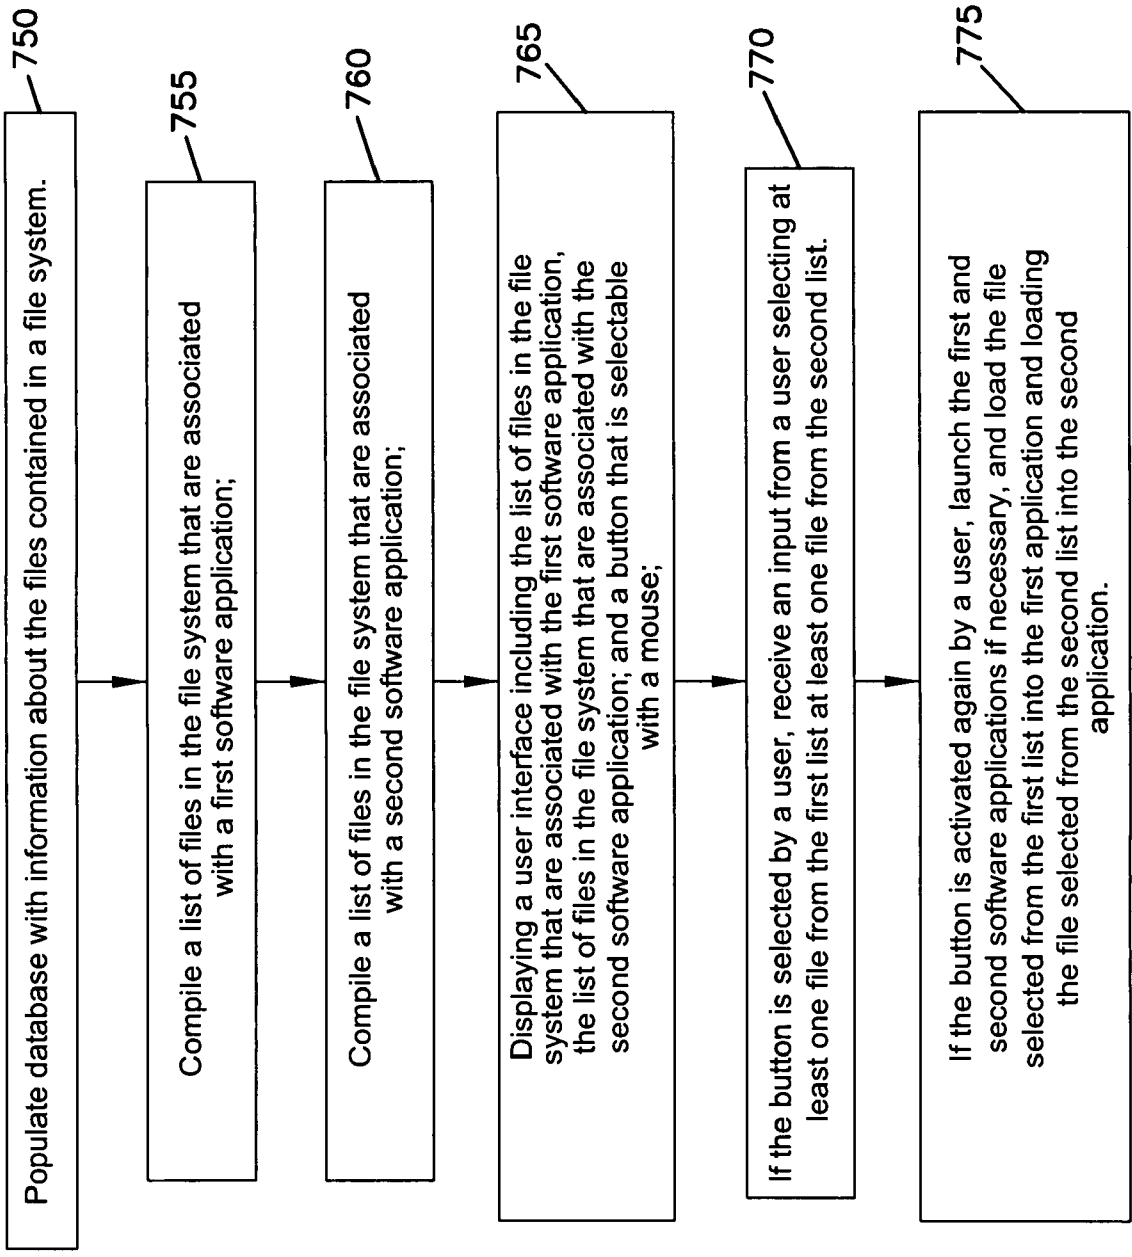 750
Populate database with information about the files contained in a file system.
755
Compile a list of files in the file system that are associated
with a first software application;
760
Compile a list of files in the file system that are associated
with a second software application;
765
Displaying a user interface including the list of files in the file
system that are associated with the first software application,
the list of files in the file system that are associated with the
second software application; and a button that is selectable
with a mouse;
770
If the button is selected by a user, receive an input from a user selecting at
least one file from the first list at least one file from the second list.
775
If the button is activated again by a user, launch the first and
second software applications if necessary, and load the file
selected from the first list into the first application and loading
the file selected from the second list into the second
application.